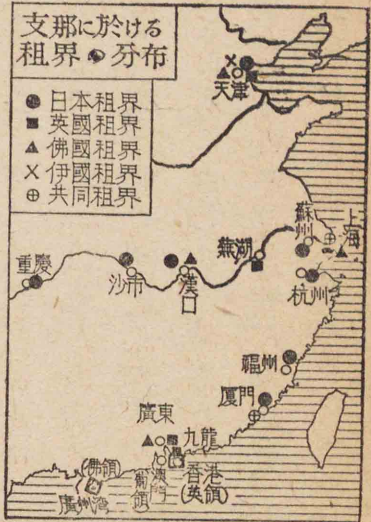 支那に於ける
租界の分布
日本租界
英國租界
佛國租界
伊國租界
共同租界
天津
上海
蘇州
蕪湖
杭州
重慶
沙市
漢口
福州
厦門
廣東
九龍
香港
(英領)
澳門
葡領
(佛領)
廣州湾